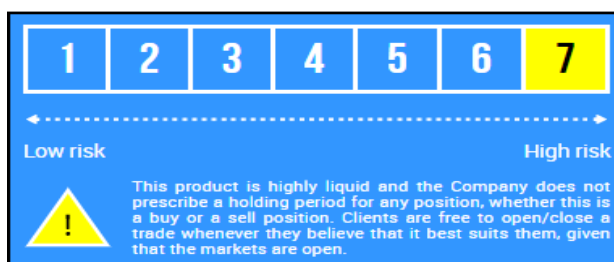 1 2 3 4 5 6 7
Low risk High risk
This product is highly liquid and the Company does not
prescribe a holding period for any position, whether this is
a buy or a sell position. Clients are free to open/close a
trade whenever they believe that it best suits them, given
that the markets are open.
!